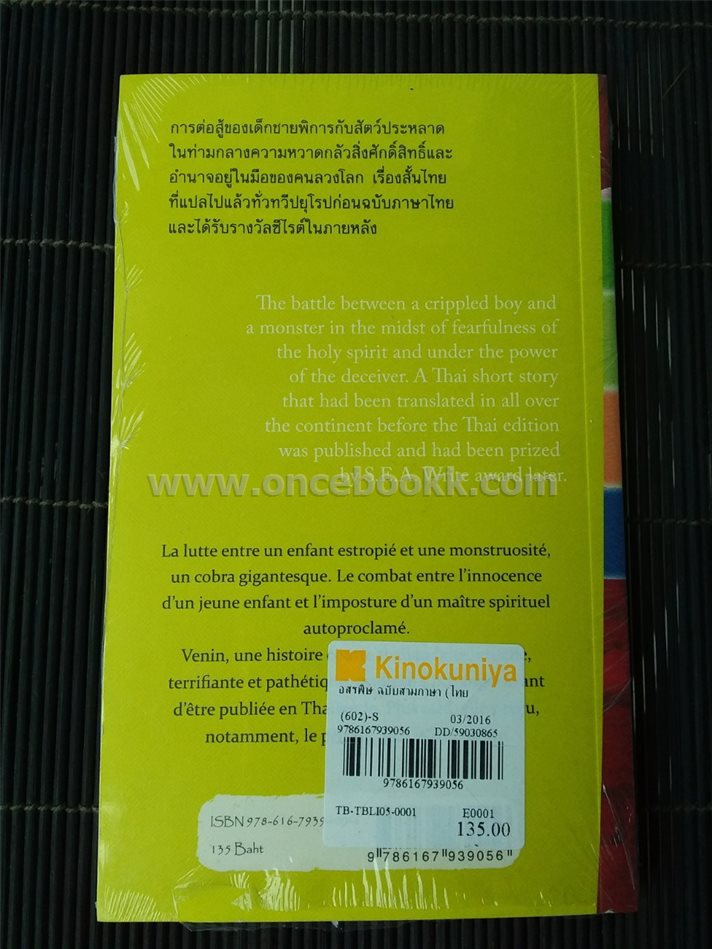 การต่อสู้ของเด็กชายพิการกับสัตว์ประหลาด
ในท่ามกลางความหวาดกลัวสิ่งศักดิ์สิทธิ์และ
อำนาจอยู่ในมือของคนลวงโลก เรื่องสั้นไทย
ที่แปลไปแล้วทั่วทวีปยุโรปก่อนฉบับภาษาไทย
และได้รับรางวัลซีไรต์ในภายหลัง
The battle between a crippled boy and
a monster in the midst of fearfulness of
the holy spirit and under the power
of the deceiver. A Thai short story
that had been translated in all over
the continent before the Thai edition
was published and had been prized
by S.E.A. Write award later.
www.oncebookk.com
La lutte entre un enfant estropié et une monstruosité,
un cobra gigantesque. Le combat entre l'innocence
d'un jeune enfant et l'imposture d'un maître spirituel
autoproclamé.
Venin, une histoire
terrifiante et
d'être publiée en
notamment, le
Kinokuniya
อสรพิษ ฉบับสามภาษา (ไทย
(602)-S 03/2016
9786167939056 DD/59030865
9786167939056
TB-TBLI05-0001 E0001
135.00
ISBN 978-616-7939
135 Baht
9 786167 939056